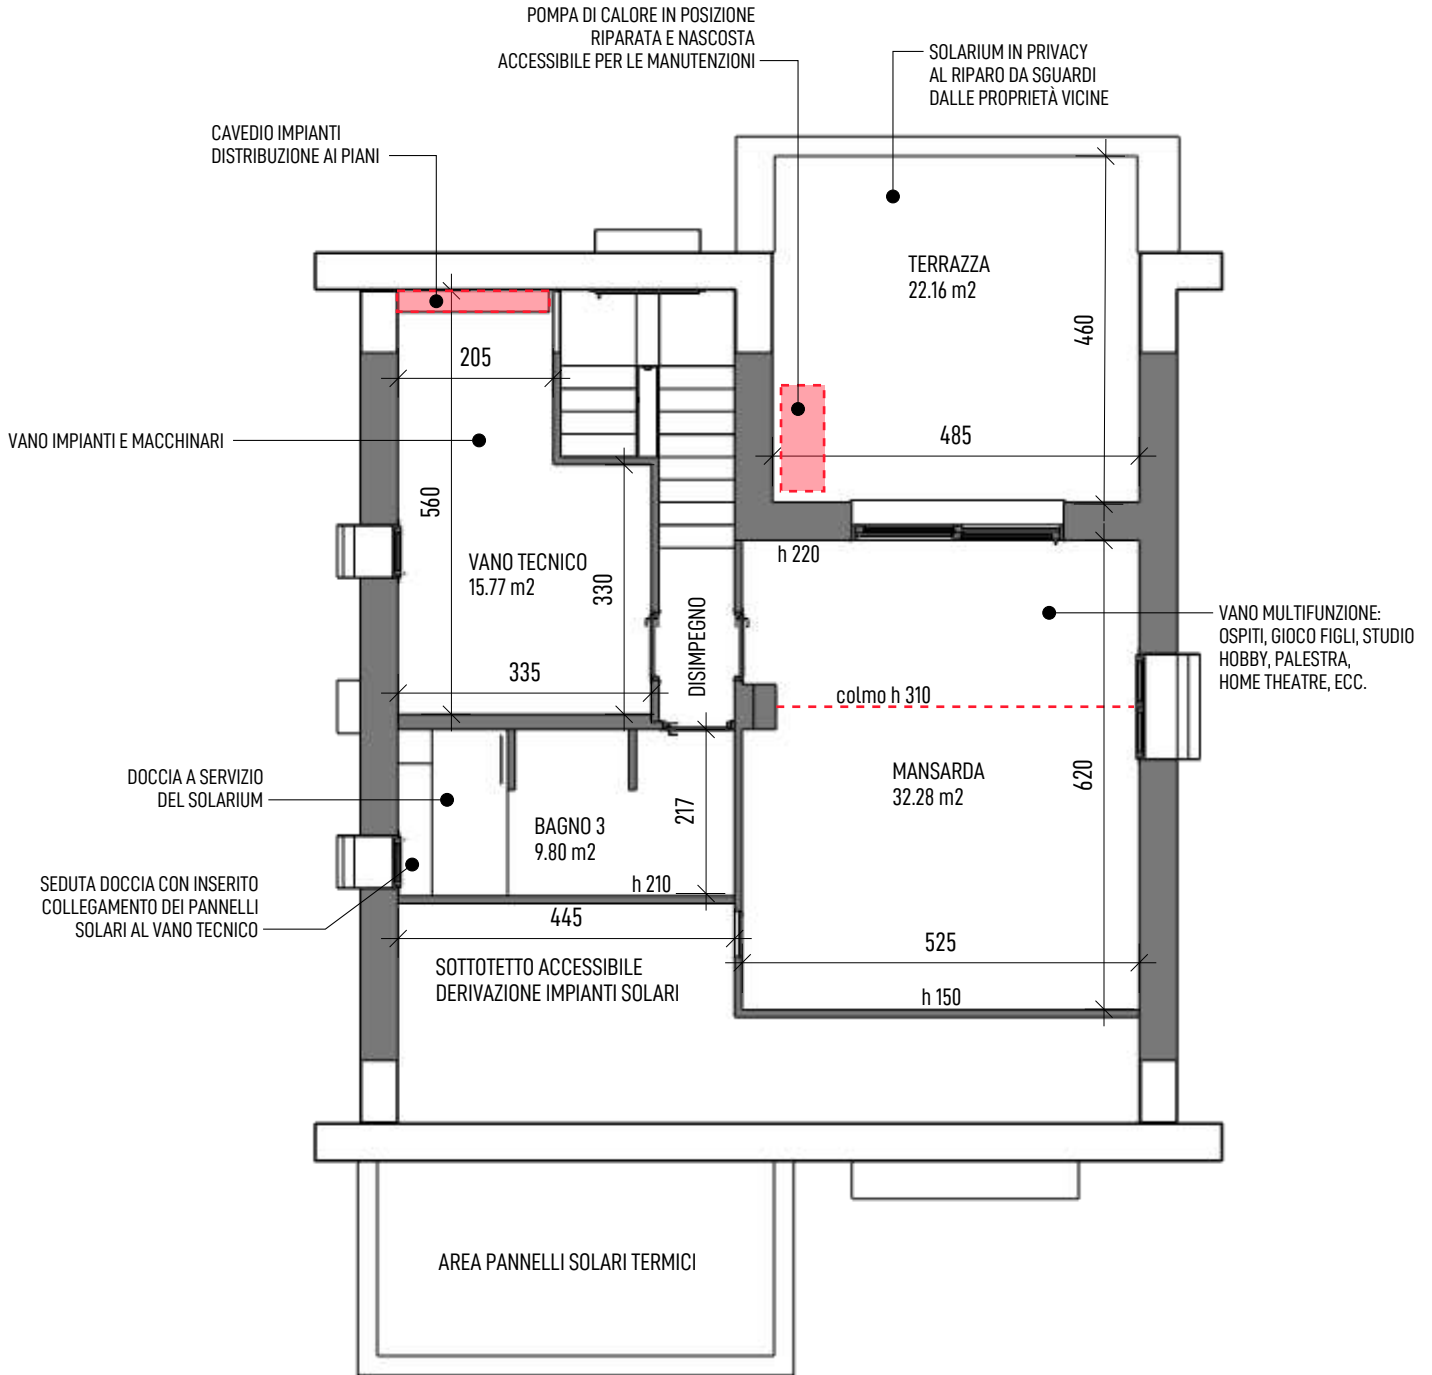 POMPA DI CALORE IN POSIZIONE
RIPARATA E NASCOSTA
ACCESSIBILE PER LE MANUTENZIONI
SOLARIUM IN PRIVACY
AL RIPARO DA SGUARDI
DALLE PROPRIETÀ VICINE
CAVEDIO IMPIANTI
DISTRIBUZIONE AI PIANI
TERRAZZA
22.16 m2
460
205
485
VANO IMPIANTI E MACCHINARI
560
h 220
VANO TECNICO
15.77 m2
330
DISIMPEGNO
VANO MULTIFUNZIONE:
OSPITI, GIOCO FIGLI, STUDIO
HOBBY, PALESTRA,
HOME THEATRE, ECC.
335
colmo h 310
DOCCIA A SERVIZIO
DEL SOLARIUM
MANSARDA
32.28 m2
620
217
BAGNO 3
9.80 m2
h 210
SEDUTA DOCCIA CON INSERITO
COLLEGAMENTO DEI PANNELLI
SOLARI AL VANO TECNICO
445
525
SOTTOTETTO ACCESSIBILE
DERIVAZIONE IMPIANTI SOLARI
h 150
AREA PANNELLI SOLARI TERMICI